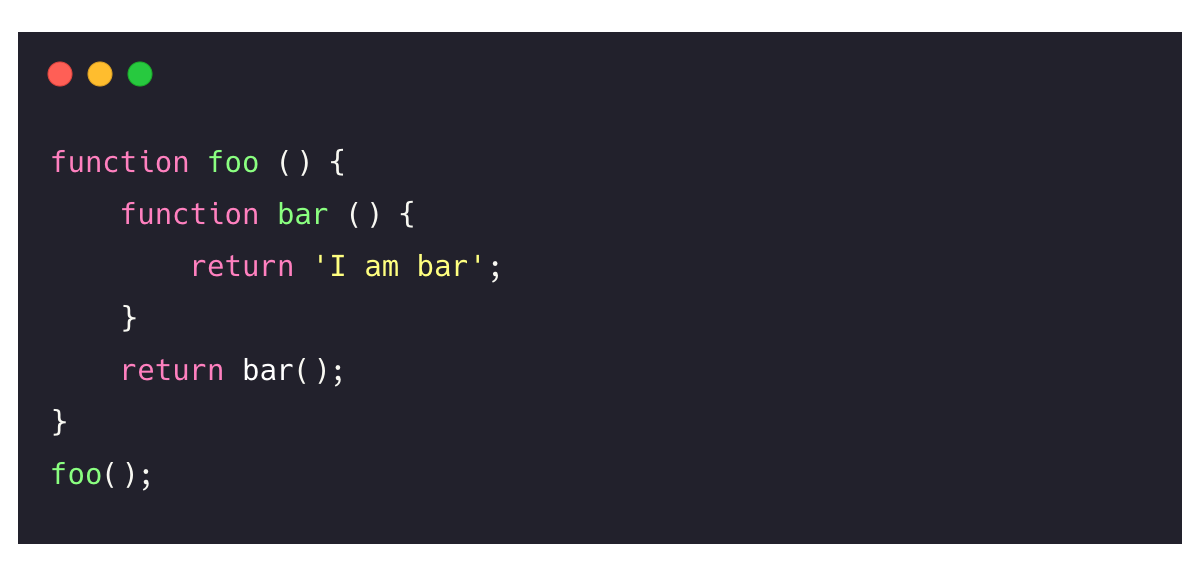 function foo () {
    function bar () {
        return 'I am bar';
    }
    return bar();
}
foo();